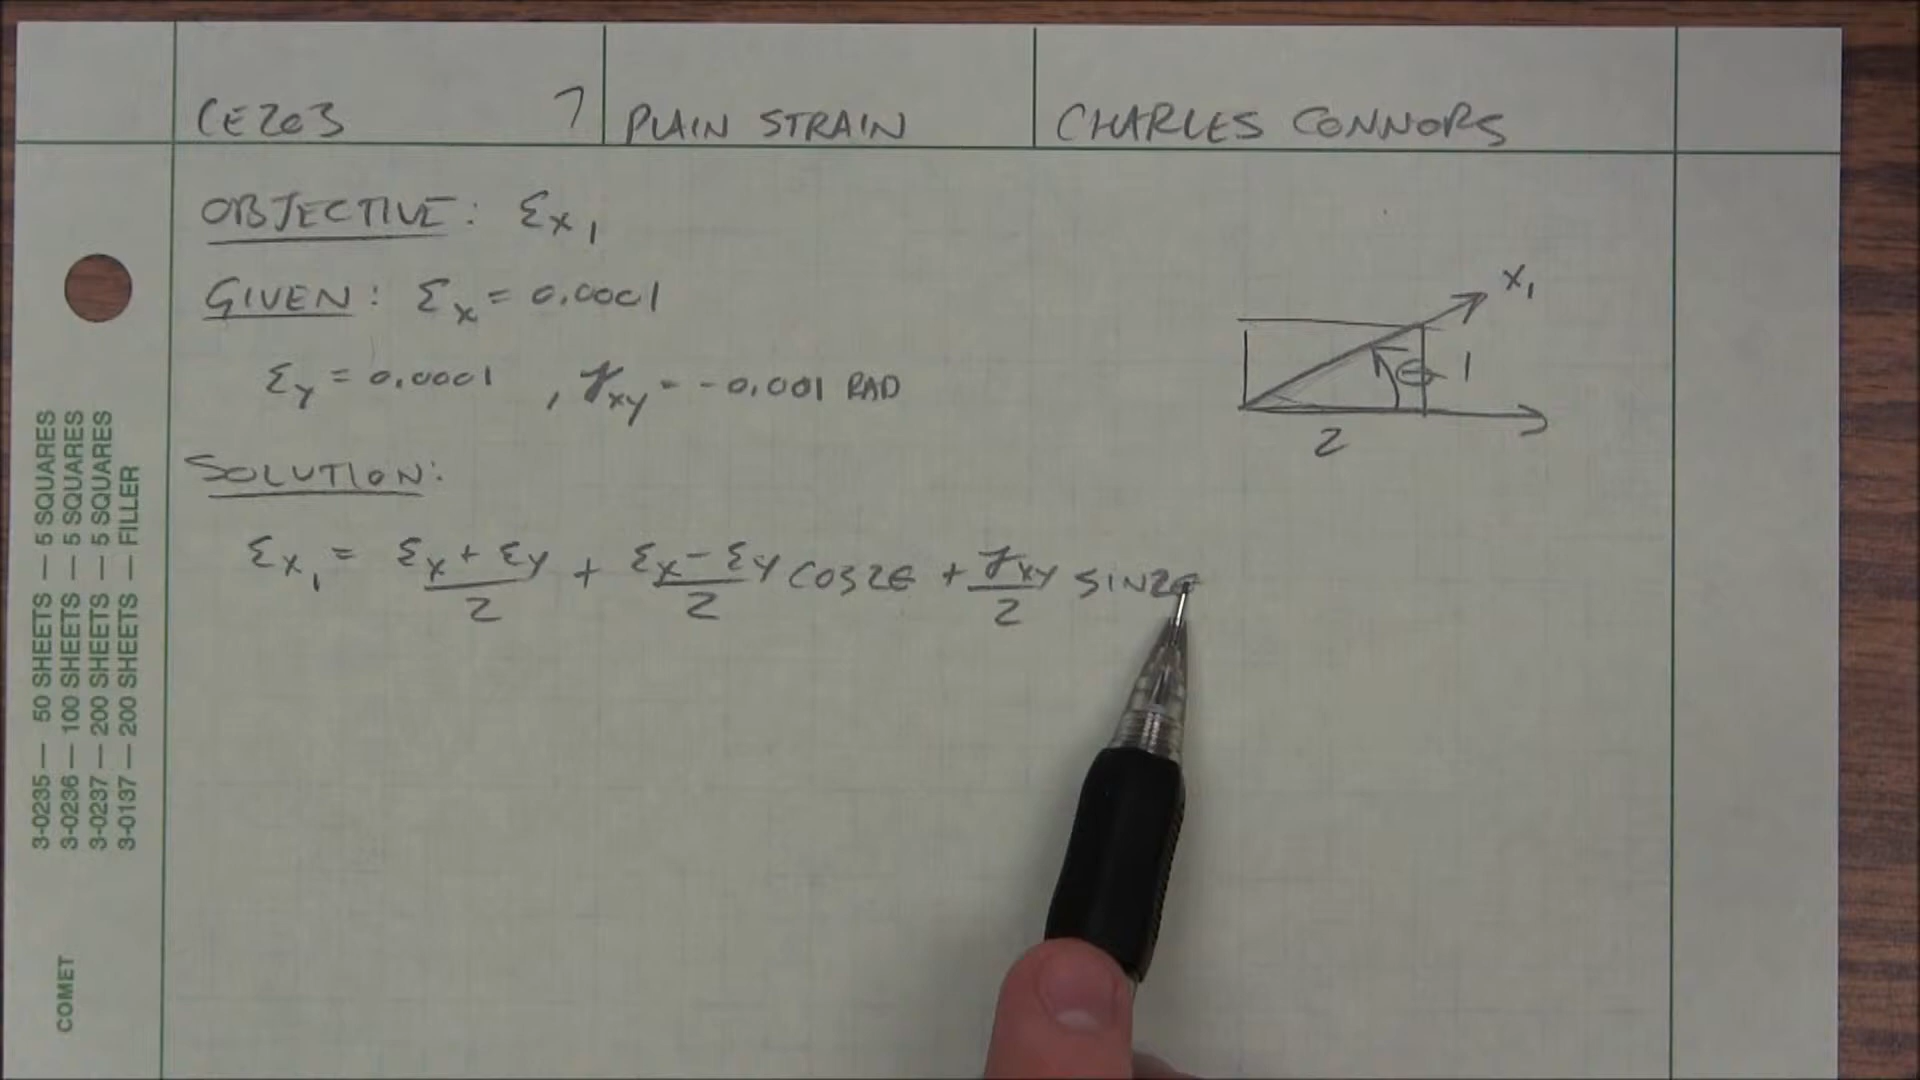 CE203 7 PLAIN STRAIN CHARLES CONNORS
OBJECTIVE: εx₁
GIVEN: εx = 0.0001
εy = 0.0001 , γxy = -0.001 RAD
SOLUTION:
εx₁ = εx + εy / 2 + εx - εy / 2 COS2θ + γxy / 2 SIN2θ
x₁
θ 1
2
3-0235 — 50 SHEETS — 5 SQUARES
3-0236 — 100 SHEETS — 5 SQUARES
3-0237 — 200 SHEETS — 5 SQUARES
3-0137 — 200 SHEETS — FILLER
COMET